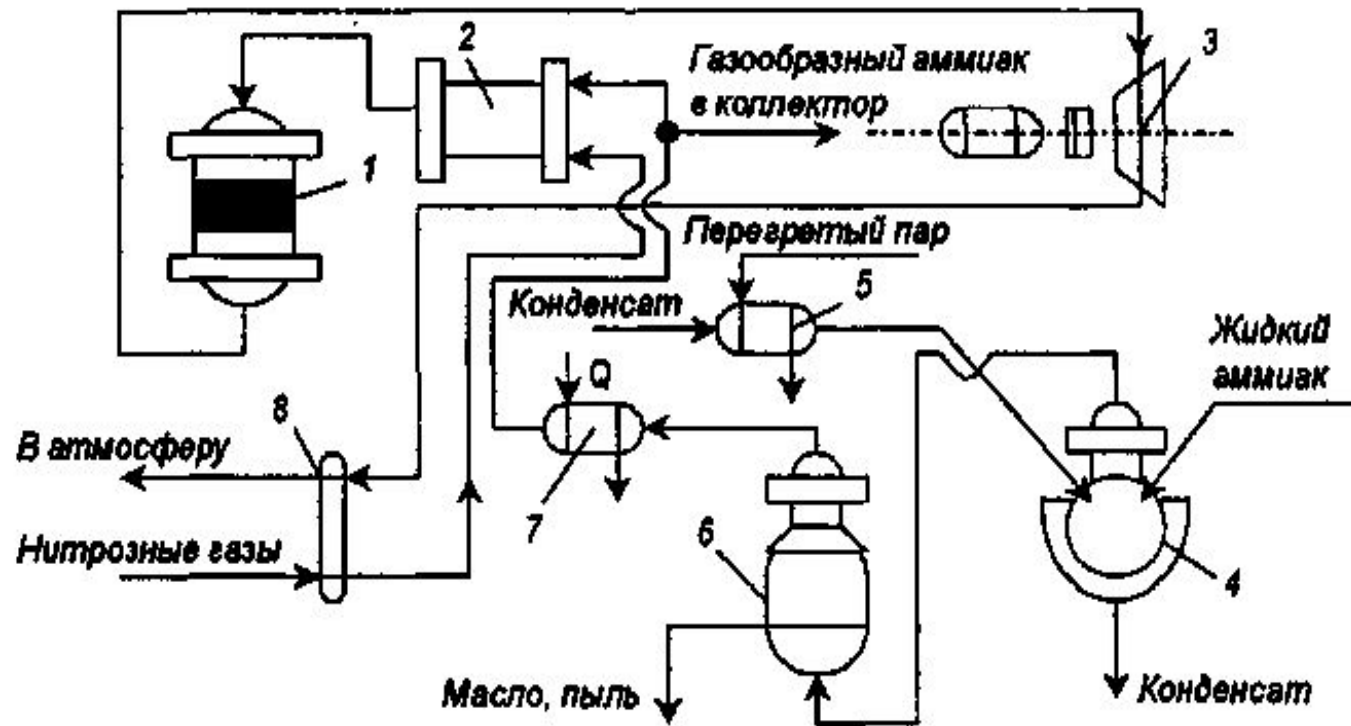 2
3
Газообразный аммиак
в коллектор
1
Перегретый пар
Конденсат
5
Жидкий
аммиак
Q
8
В атмосферу
7
6
Нитрозные газы
4
Масло, пыль
Конденсат